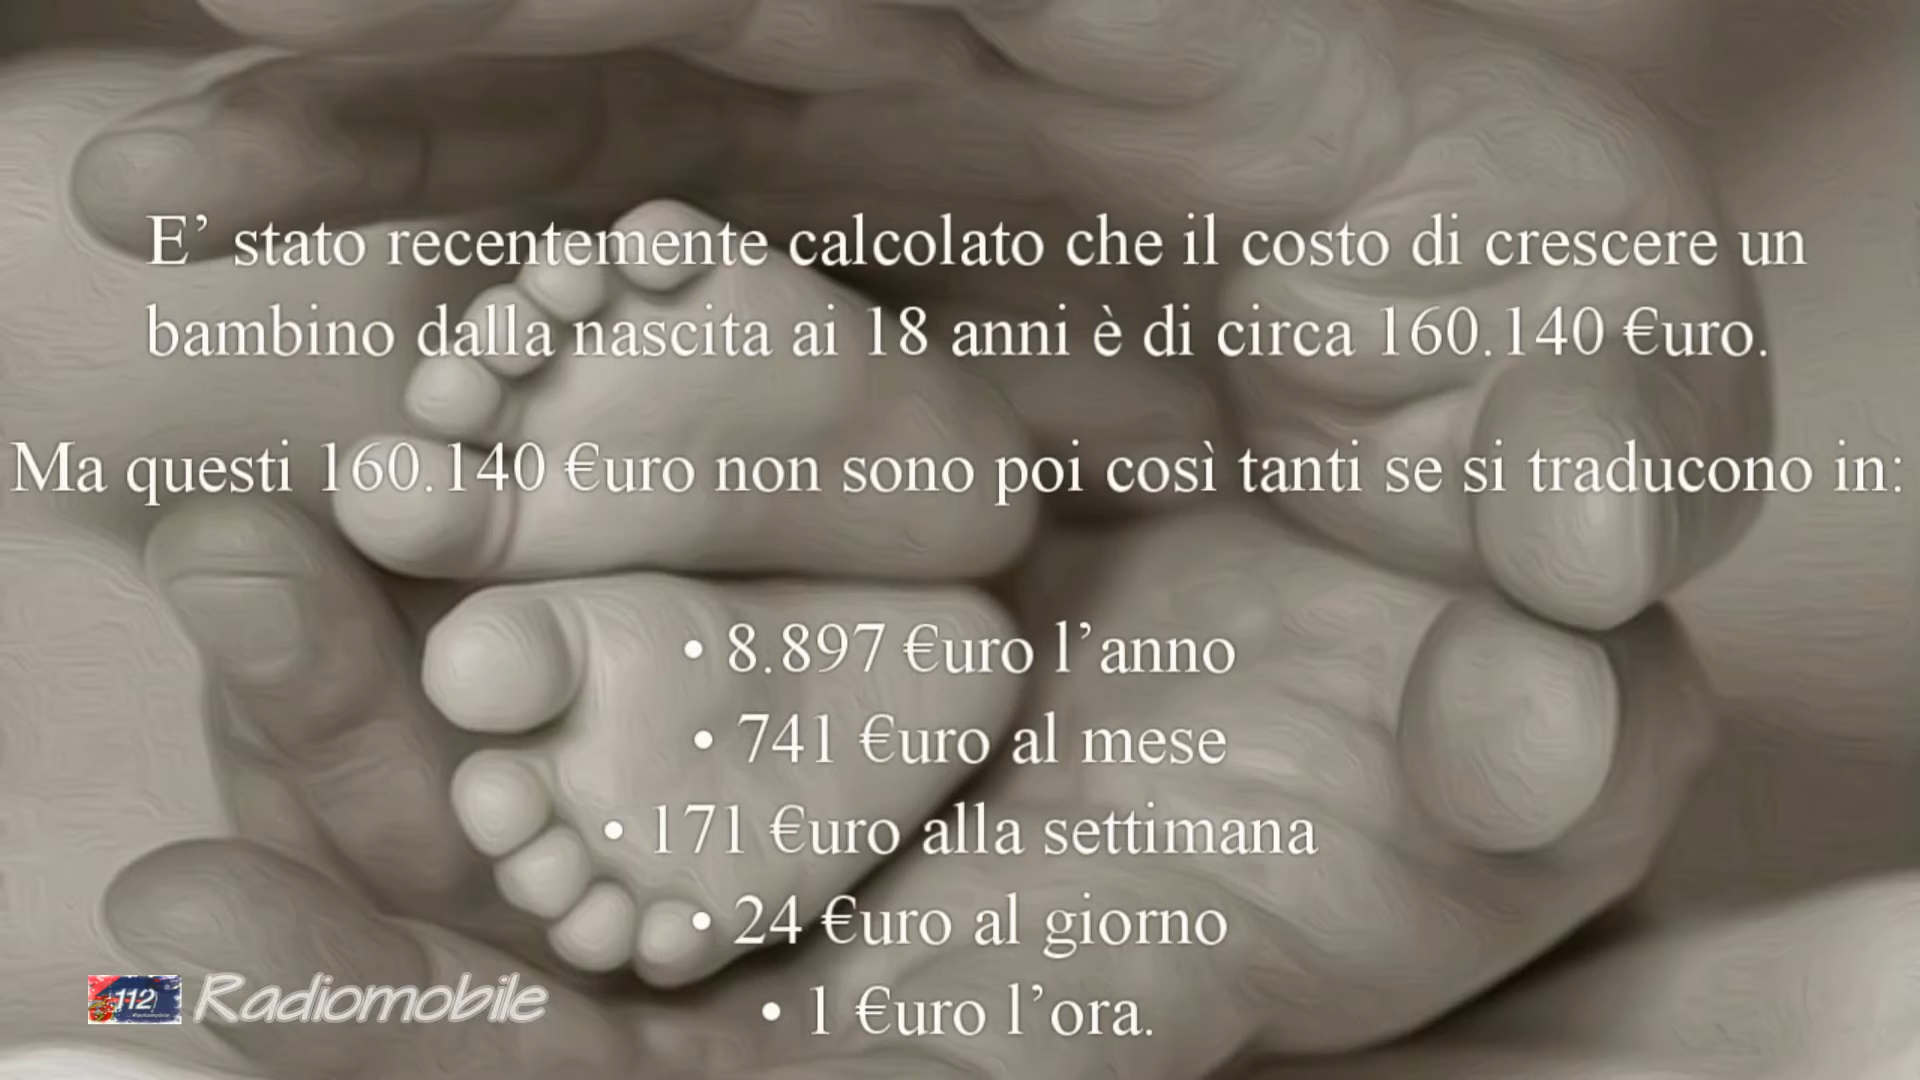 E’ stato recentemente calcolato che il costo di crescere un
bambino dalla nascita ai 18 anni è di circa 160.140 €uro.
Ma questi 160.140 €uro non sono poi così tanti se si traducono in:
• 8.897 €uro l’anno
• 741 €uro al mese
• 171 €uro alla settimana
• 24 €uro al giorno
• 1 €uro l’ora.
112 Radiomobile